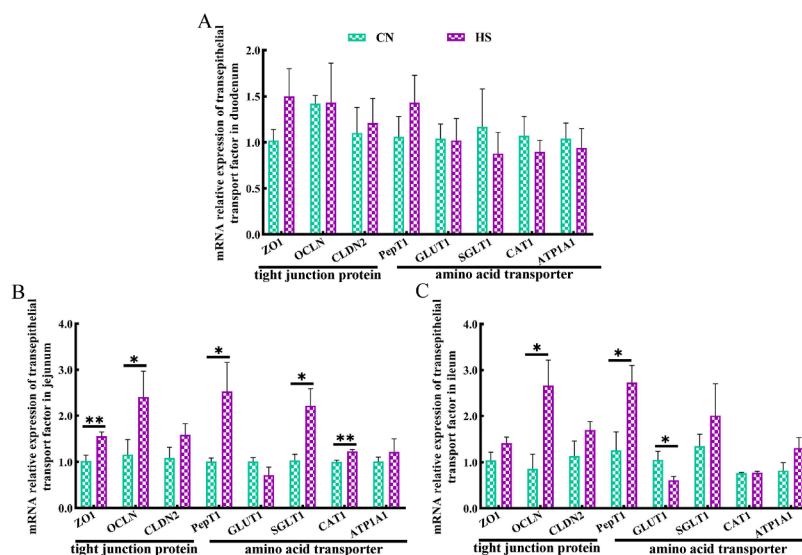 A
CN HS
mRNA relative expression of transepithelial
transport factor in duodenum
2.0
1.5
1.0
0.5
0.0
ZO1 OCLN CLDN2 PepT1 GLUT1 SGLT1 CAT1 ATP1A1
tight junction protein amino acid transporter
B
mRNA relative expression of transepithelial
transport factor in jejunum
4.0
3.0
2.0
1.0
0.0
** * * * **
ZO1 OCLN CLDN2 PepT1 GLUT1 SGLT1 CAT1 ATP1A1
tight junction protein amino acid transporter
C
mRNA relative expression of transepithelial
transport factor in ileum
4.0
3.0
2.0
1.0
0.0
* * *
ZO1 OCLN CLDN2 PepT1 GLUT1 SGLT1 CAT1 ATP1A1
tight junction protein amino acid transporter